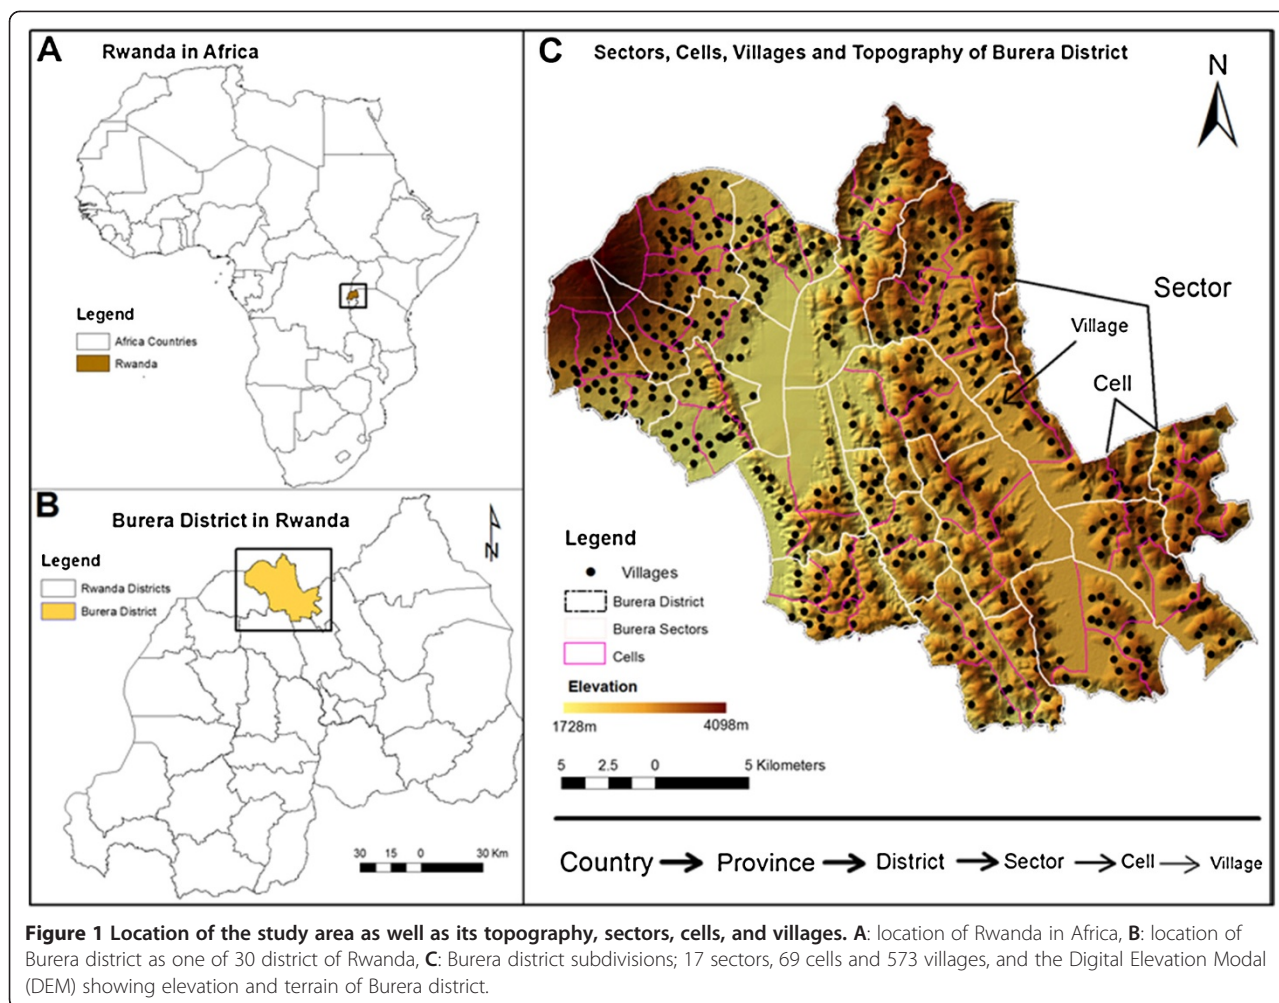 A
Rwanda in Africa
Legend
Africa Countries
Rwanda
B
Burera District in Rwanda
N
Legend
Rwanda Districts
Burera District
30 15 0 30 Km
C
Sectors, Cells, Villages and Topography of Burera District
N
Sector
Village
Cell
Legend
Villages
Burera District
Burera Sectors
Cells
Elevation
1728m 4098m
5 2.5 0 5 Kilometers
Country Province District Sector Cell Village
Figure 1 Location of the study area as well as its topography, sectors, cells, and villages. A: location of Rwanda in Africa, B: location of
Burera district as one of 30 district of Rwanda, C: Burera district subdivisions; 17 sectors, 69 cells and 573 villages, and the Digital Elevation Modal
(DEM) showing elevation and terrain of Burera district.